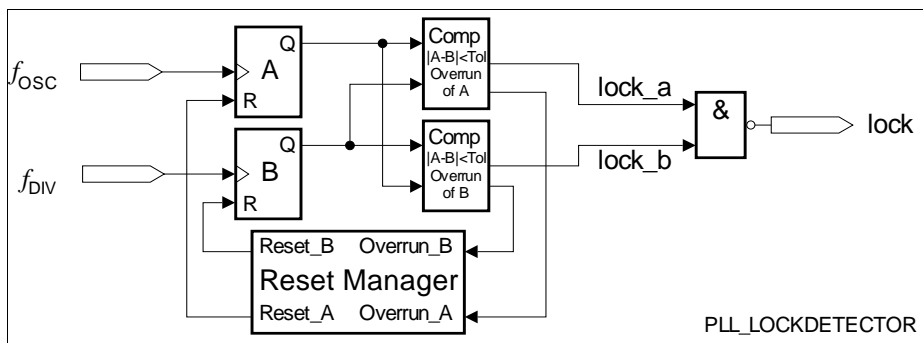 fOSC
A
Q
R
Comp
|A-B|<Tol
Overrun
of A
lock_a
&
lock
fDIV
B
Q
R
Comp
|A-B|<Tol
Overrun
of B
lock_b
Reset_B Overrun_B
Reset Manager
Reset_A Overrun_A
PLL_LOCKDETECTOR